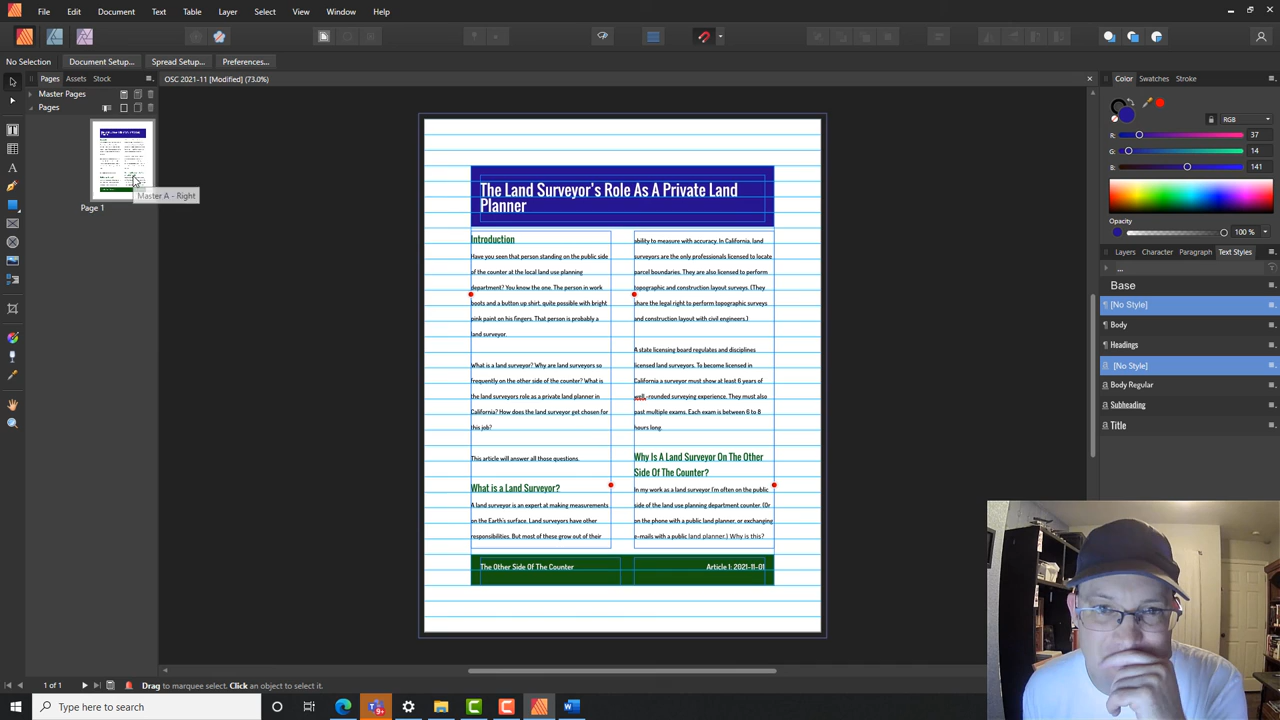 File Edit Text Table Layer Select View Window Help
No Selection Document Setup... Spread Setup... Preferences...
Pages Assets Stock
OSC 2021-11 [Modified] (73.0%)
Color Swatches Stroke
Master Pages
Pages
Master A - Right
Page 1
RGB
R: 37
G: 14
B: 141
Opacity
100 %
Layers Character Paragraph Text Styles
[No Style]
Body
Headings
[No Style]
Body Regular
Subheading
Title
The Land Surveyor's Role As A Private Land
Planner
Introduction
Have you seen that person standing on the public side
of the counter at the local land use planning
department? You know the one. The person in work
boots and a button up shirt, quite possible with bright
pink paint on his fingers. That person is probably a
land surveyor.
What is a land surveyor? Why are land surveyors so
frequently on the other side of the counter? What is
the land surveyors role as a private land planner in
California? How does the land surveyor get chosen for
this job?
This article will answer all those questions.
What is a Land Surveyor?
A land surveyor is an expert at making measurements
on the Earth's surface. Land surveyors have other
responsibilities. But most of these grow out of their
ability to measure with accuracy. In California, land
surveyors are the only professionals licensed to locate
parcel boundaries. They are also licensed to perform
topographic and construction layout surveys. (They
share the legal right to perform topographic surveys
and construction layout with civil engineers.)
A state licensing board regulates and disciplines
licensed land surveyors. To become licensed in
California a surveyor must show at least 6 years of
well,-rounded surveying experience. They must also
past multiple exams. Each exam is between 6 to 8
hours long.
Why Is A Land Surveyor On The Other
Side Of The Counter?
In my work as a land surveyor I'm often on the public
side of the land use planning department counter. (Or
on the phone with a public land planner, or exchanging
e-mails with a public land planner.) Why is this?
The Other Side Of The Counter
Article 1: 2021-11-01
1 of 1
Drag to marquee select. Click an object to select it.
Type here to search
9+